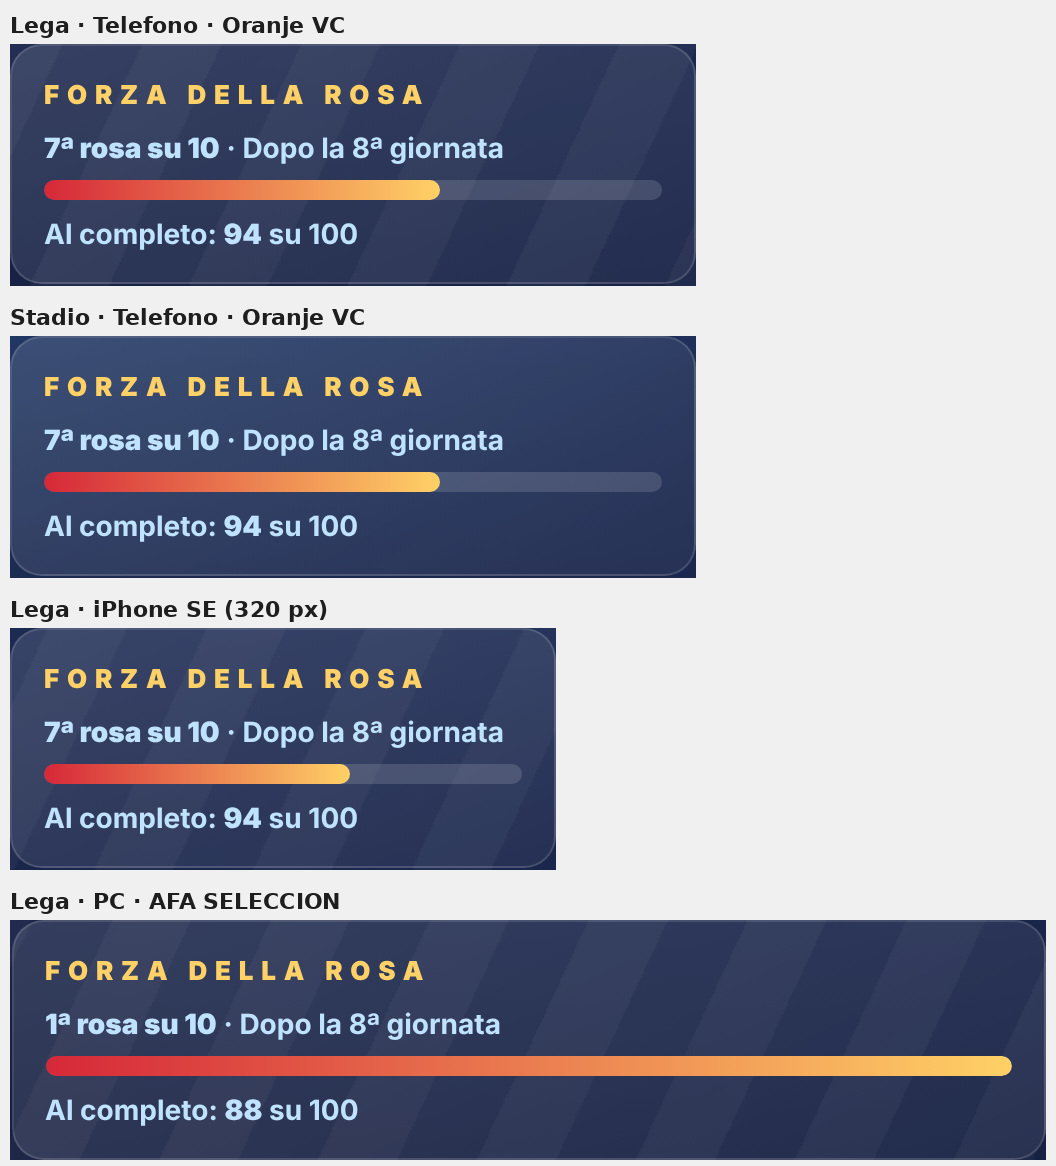 Lega · Telefono · Oranje VC
FORZA DELLA ROSA
7ª rosa su 10 · Dopo la 8ª giornata
Al completo: 94 su 100
Stadio · Telefono · Oranje VC
FORZA DELLA ROSA
7ª rosa su 10 · Dopo la 8ª giornata
Al completo: 94 su 100
Lega · iPhone SE (320 px)
FORZA DELLA ROSA
7ª rosa su 10 · Dopo la 8ª giornata
Al completo: 94 su 100
Lega · PC · AFA SELECCION
FORZA DELLA ROSA
1ª rosa su 10 · Dopo la 8ª giornata
Al completo: 88 su 100